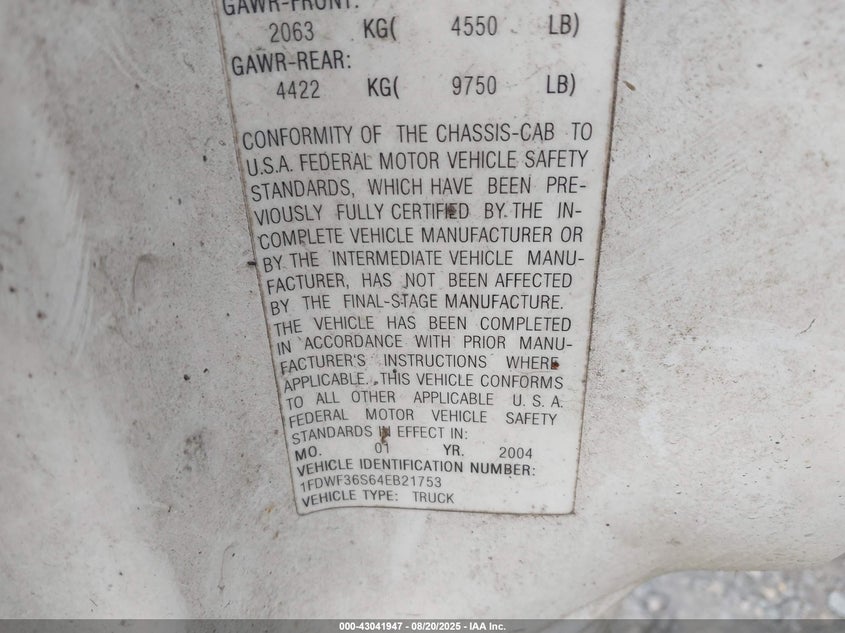 GAWR-FRONT:
2063 KG( 4550 LB)
GAWR-REAR:
4422 KG( 9750 LB)
CONFORMITY OF THE CHASSIS-CAB TO
U.S.A. FEDERAL MOTOR VEHICLE SAFETY
STANDARDS, WHICH HAVE BEEN PRE-
VIOUSLY FULLY CERTIFIED BY THE IN-
COMPLETE VEHICLE MANUFACTURER OR
BY THE INTERMEDIATE VEHICLE MANU-
FACTURER, HAS NOT BEEN AFFECTED
BY THE FINAL-STAGE MANUFACTURE.
THE VEHICLE HAS BEEN COMPLETED
IN ACCORDANCE WITH PRIOR MANU-
FACTURER'S INSTRUCTIONS WHERE
APPLICABLE. THIS VEHICLE CONFORMS
TO ALL OTHER APPLICABLE U. S. A.
FEDERAL MOTOR VEHICLE SAFETY
STANDARDS IN EFFECT IN:
MO. 01 YR. 2004
VEHICLE IDENTIFICATION NUMBER:
1FDWF36S64EB21753
VEHICLE TYPE: TRUCK
000-43041947 - 08/20/2025 - IAA Inc.